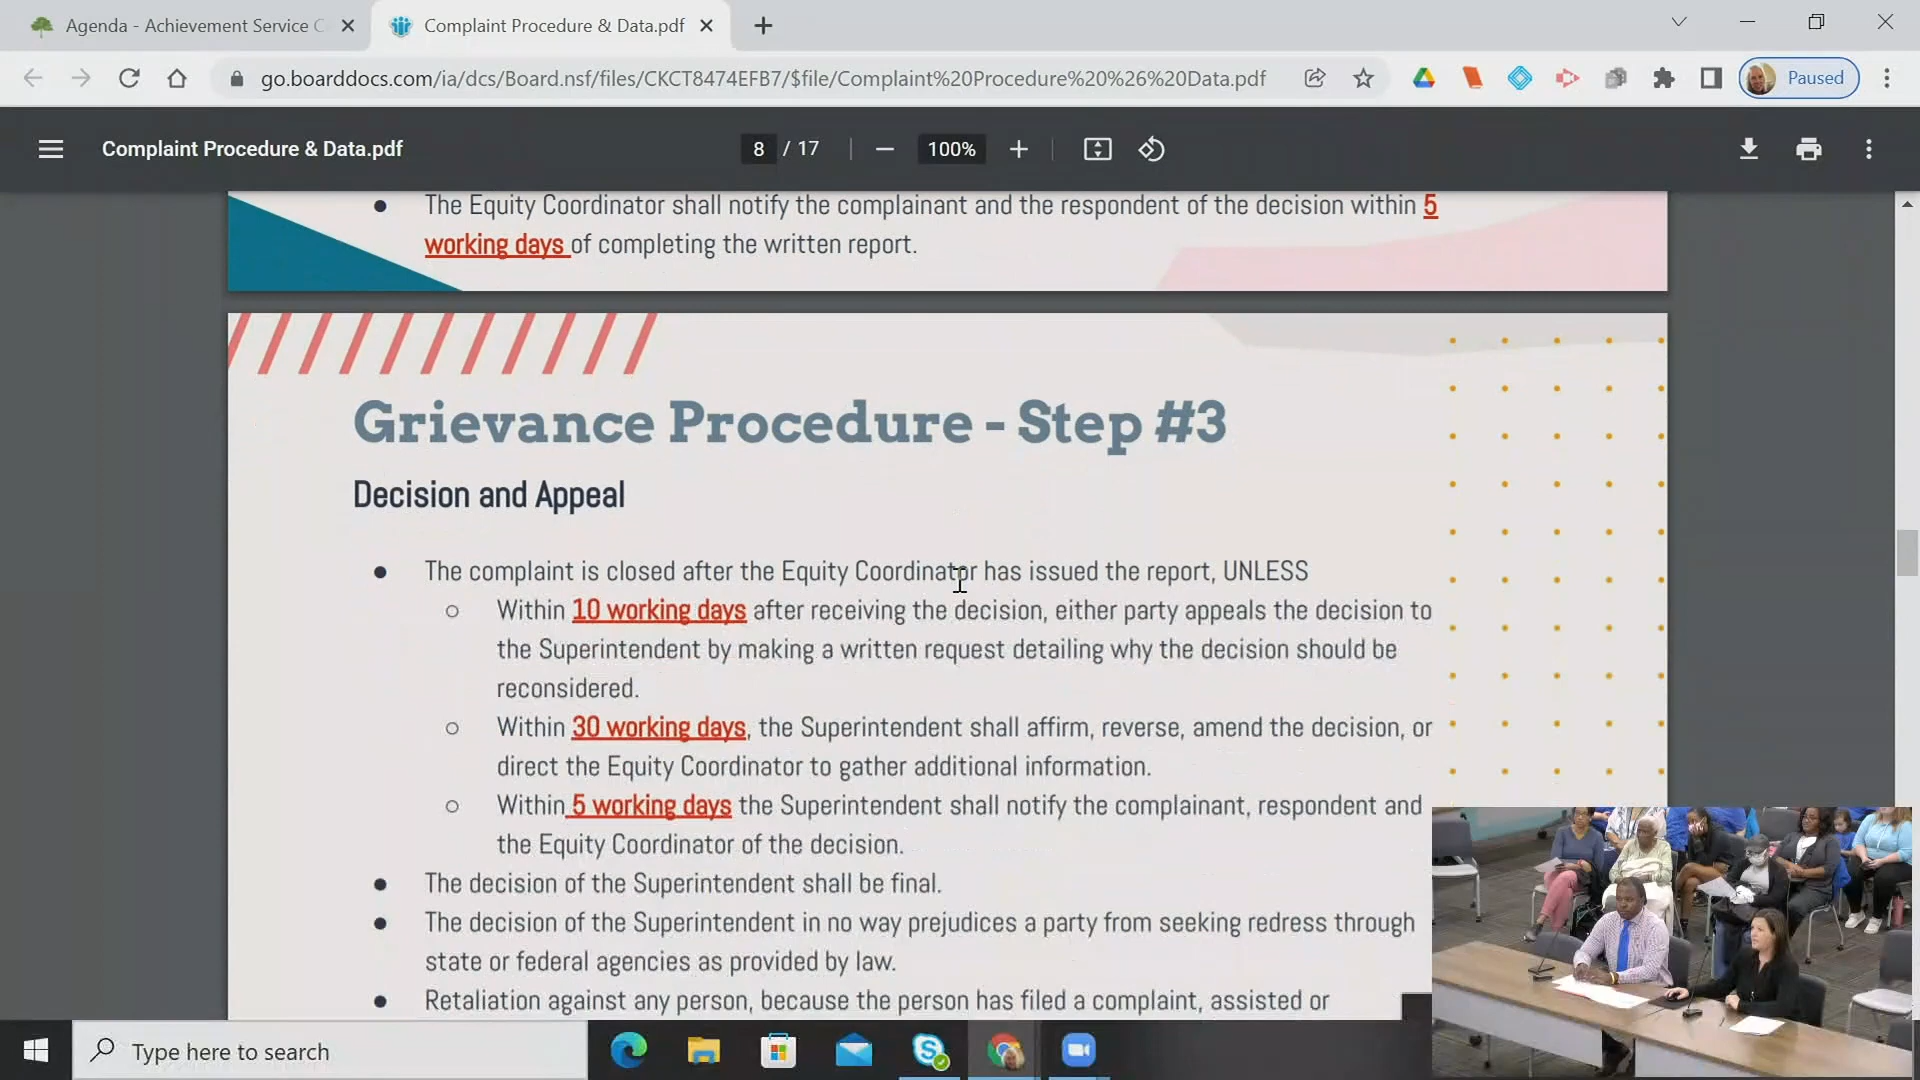 Agenda - Achievement Service C
Complaint Procedure & Data.pdf
go.boarddocs.com/ia/dcs/Board.nsf/files/CKCT8474EFB7/$file/Complaint%20Procedure%20%26%20Data.pdf
Paused
Complaint Procedure & Data.pdf
8 / 17
100%
The Equity Coordinator shall notify the complainant and the respondent of the decision within 5
working days of completing the written report.
Grievance Procedure - Step #3
Decision and Appeal
● The complaint is closed after the Equity Coordinator has issued the report, UNLESS
○ Within 10 working days after receiving the decision, either party appeals the decision to
the Superintendent by making a written request detailing why the decision should be
reconsidered.
○ Within 30 working days, the Superintendent shall affirm, reverse, amend the decision, or
direct the Equity Coordinator to gather additional information.
○ Within 5 working days the Superintendent shall notify the complainant, respondent and
the Equity Coordinator of the decision.
● The decision of the Superintendent shall be final.
● The decision of the Superintendent in no way prejudices a party from seeking redress through
state or federal agencies as provided by law.
● Retaliation against any person, because the person has filed a complaint, assisted or
Type here to search